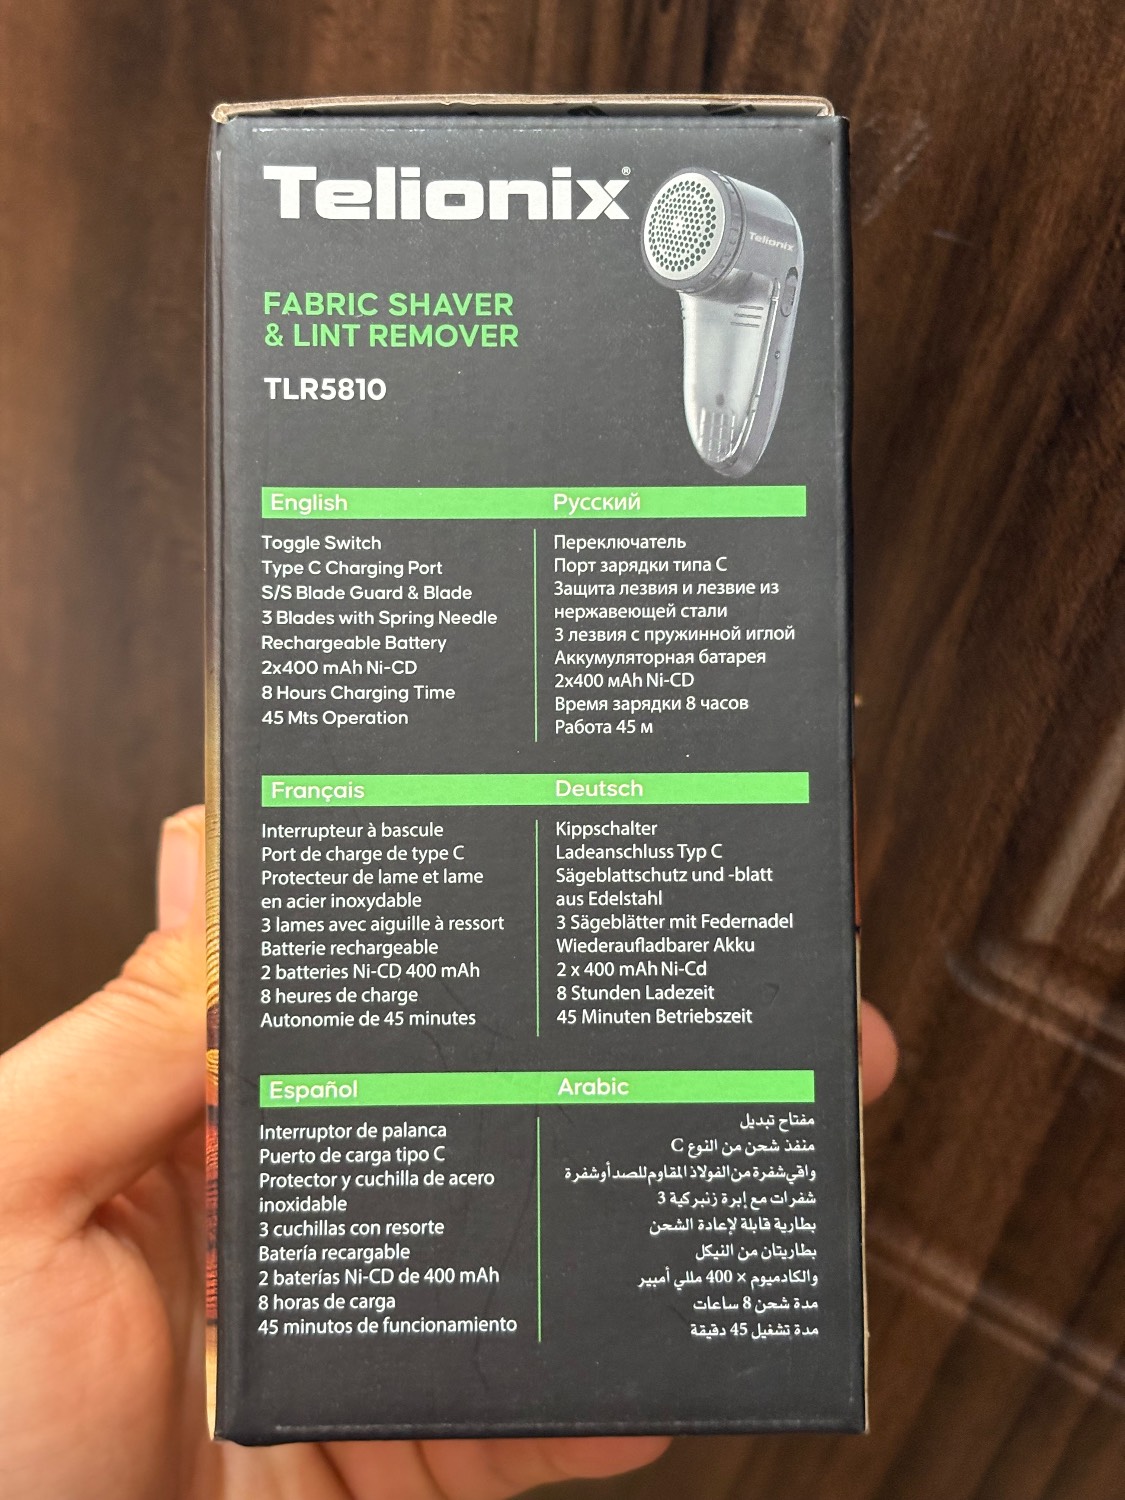 Telionix®
Telionix
FABRIC SHAVER
& LINT REMOVER
TLR5810
English
Toggle Switch
Type C Charging Port
S/S Blade Guard & Blade
3 Blades with Spring Needle
Rechargeable Battery
2x400 mAh Ni-CD
8 Hours Charging Time
45 Mts Operation
Русский
Переключатель
Порт зарядки типа C
Защита лезвия и лезвие из
нержавеющей стали
3 лезвия с пружинной иглой
Аккумуляторная батарея
2x400 мAh Ni-CD
Время зарядки 8 часов
Работа 45 м
Français
Interrupteur à bascule
Port de charge de type C
Protecteur de lame et lame
en acier inoxydable
3 lames avec aiguille à ressort
Batterie rechargeable
2 batteries Ni-CD 400 mAh
8 heures de charge
Autonomie de 45 minutes
Deutsch
Kippschalter
Ladeanschluss Typ C
Sägeblattschutz und -blatt
aus Edelstahl
3 Sägeblätter mit Federnadel
Wiederaufladbarer Akku
2 x 400 mAh Ni-Cd
8 Stunden Ladezeit
45 Minuten Betriebszeit
Español
Interruptor de palanca
Puerto de carga tipo C
Protector y cuchilla de acero
inoxidable
3 cuchillas con resorte
Batería recargable
2 baterías Ni-CD de 400 mAh
8 horas de carga
45 minutos de funcionamiento
Arabic
مفتاح تبديل
منفذ شحن من النوع C
واقي شفرة من الفولاذ المقاوم للصدأ وشفرة
شفرات مع إبرة زنبركية 3
بطارية قابلة لإعادة الشحن
بطاريتان من النيكل
والكادميوم × 400 مللي أمبير
مدة شحن 8 ساعات
مدة تشغيل 45 دقيقة